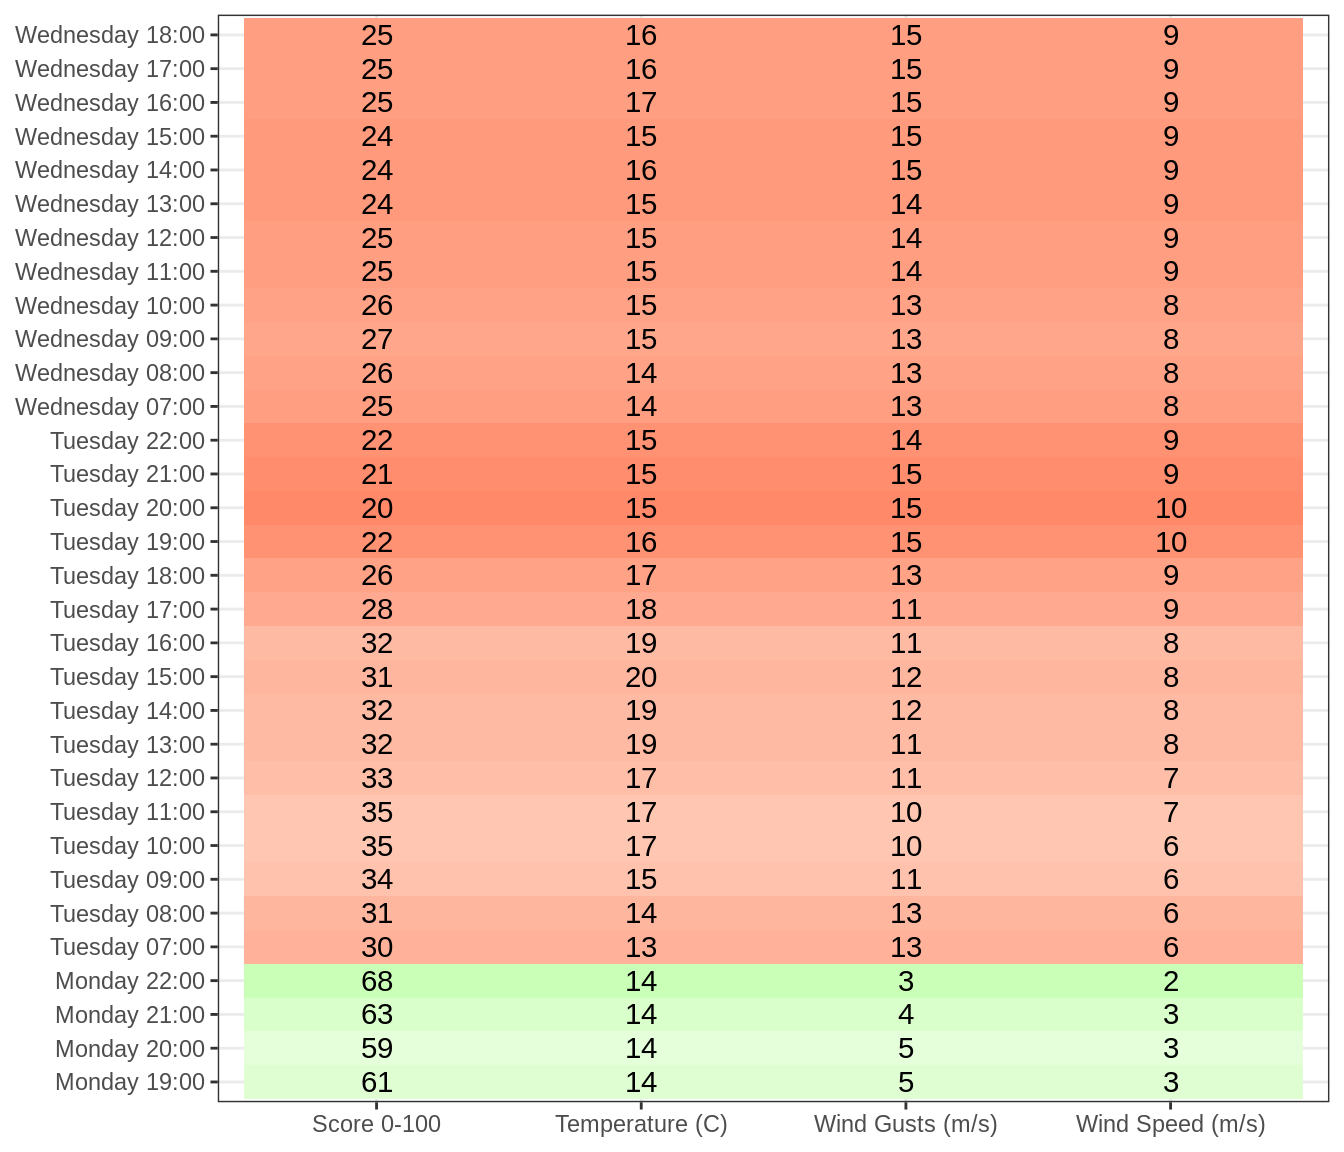 Wednesday 18:00 25 16 15 9
Wednesday 17:00 25 16 15 9
Wednesday 16:00 25 17 15 9
Wednesday 15:00 24 15 15 9
Wednesday 14:00 24 16 15 9
Wednesday 13:00 24 15 14 9
Wednesday 12:00 25 15 14 9
Wednesday 11:00 25 15 14 9
Wednesday 10:00 26 15 13 8
Wednesday 09:00 27 15 13 8
Wednesday 08:00 26 14 13 8
Wednesday 07:00 25 14 13 8
Tuesday 22:00 22 15 14 9
Tuesday 21:00 21 15 15 9
Tuesday 20:00 20 15 15 10
Tuesday 19:00 22 16 15 10
Tuesday 18:00 26 17 13 9
Tuesday 17:00 28 18 11 9
Tuesday 16:00 32 19 11 8
Tuesday 15:00 31 20 12 8
Tuesday 14:00 32 19 12 8
Tuesday 13:00 32 19 11 8
Tuesday 12:00 33 17 11 7
Tuesday 11:00 35 17 10 7
Tuesday 10:00 35 17 10 6
Tuesday 09:00 34 15 11 6
Tuesday 08:00 31 14 13 6
Tuesday 07:00 30 13 13 6
Monday 22:00 68 14 3 2
Monday 21:00 63 14 4 3
Monday 20:00 59 14 5 3
Monday 19:00 61 14 5 3
Score 0-100 Temperature (C) Wind Gusts (m/s) Wind Speed (m/s)